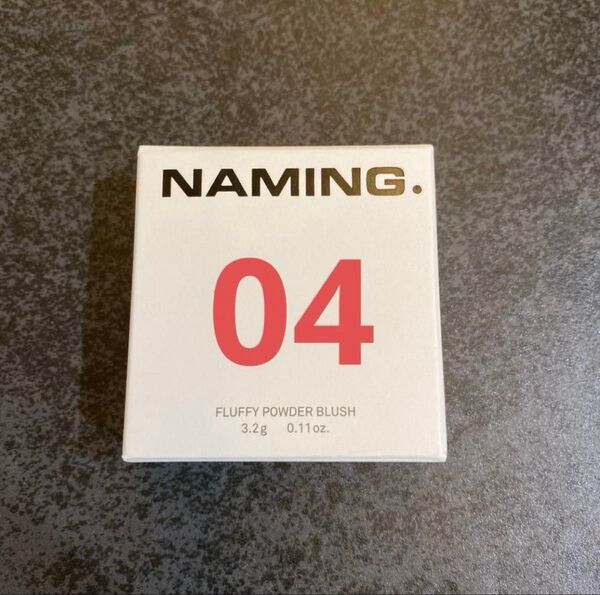 NAMING.®
04
FLUFFY POWDER BLUSH
3.2g 0.11oz.